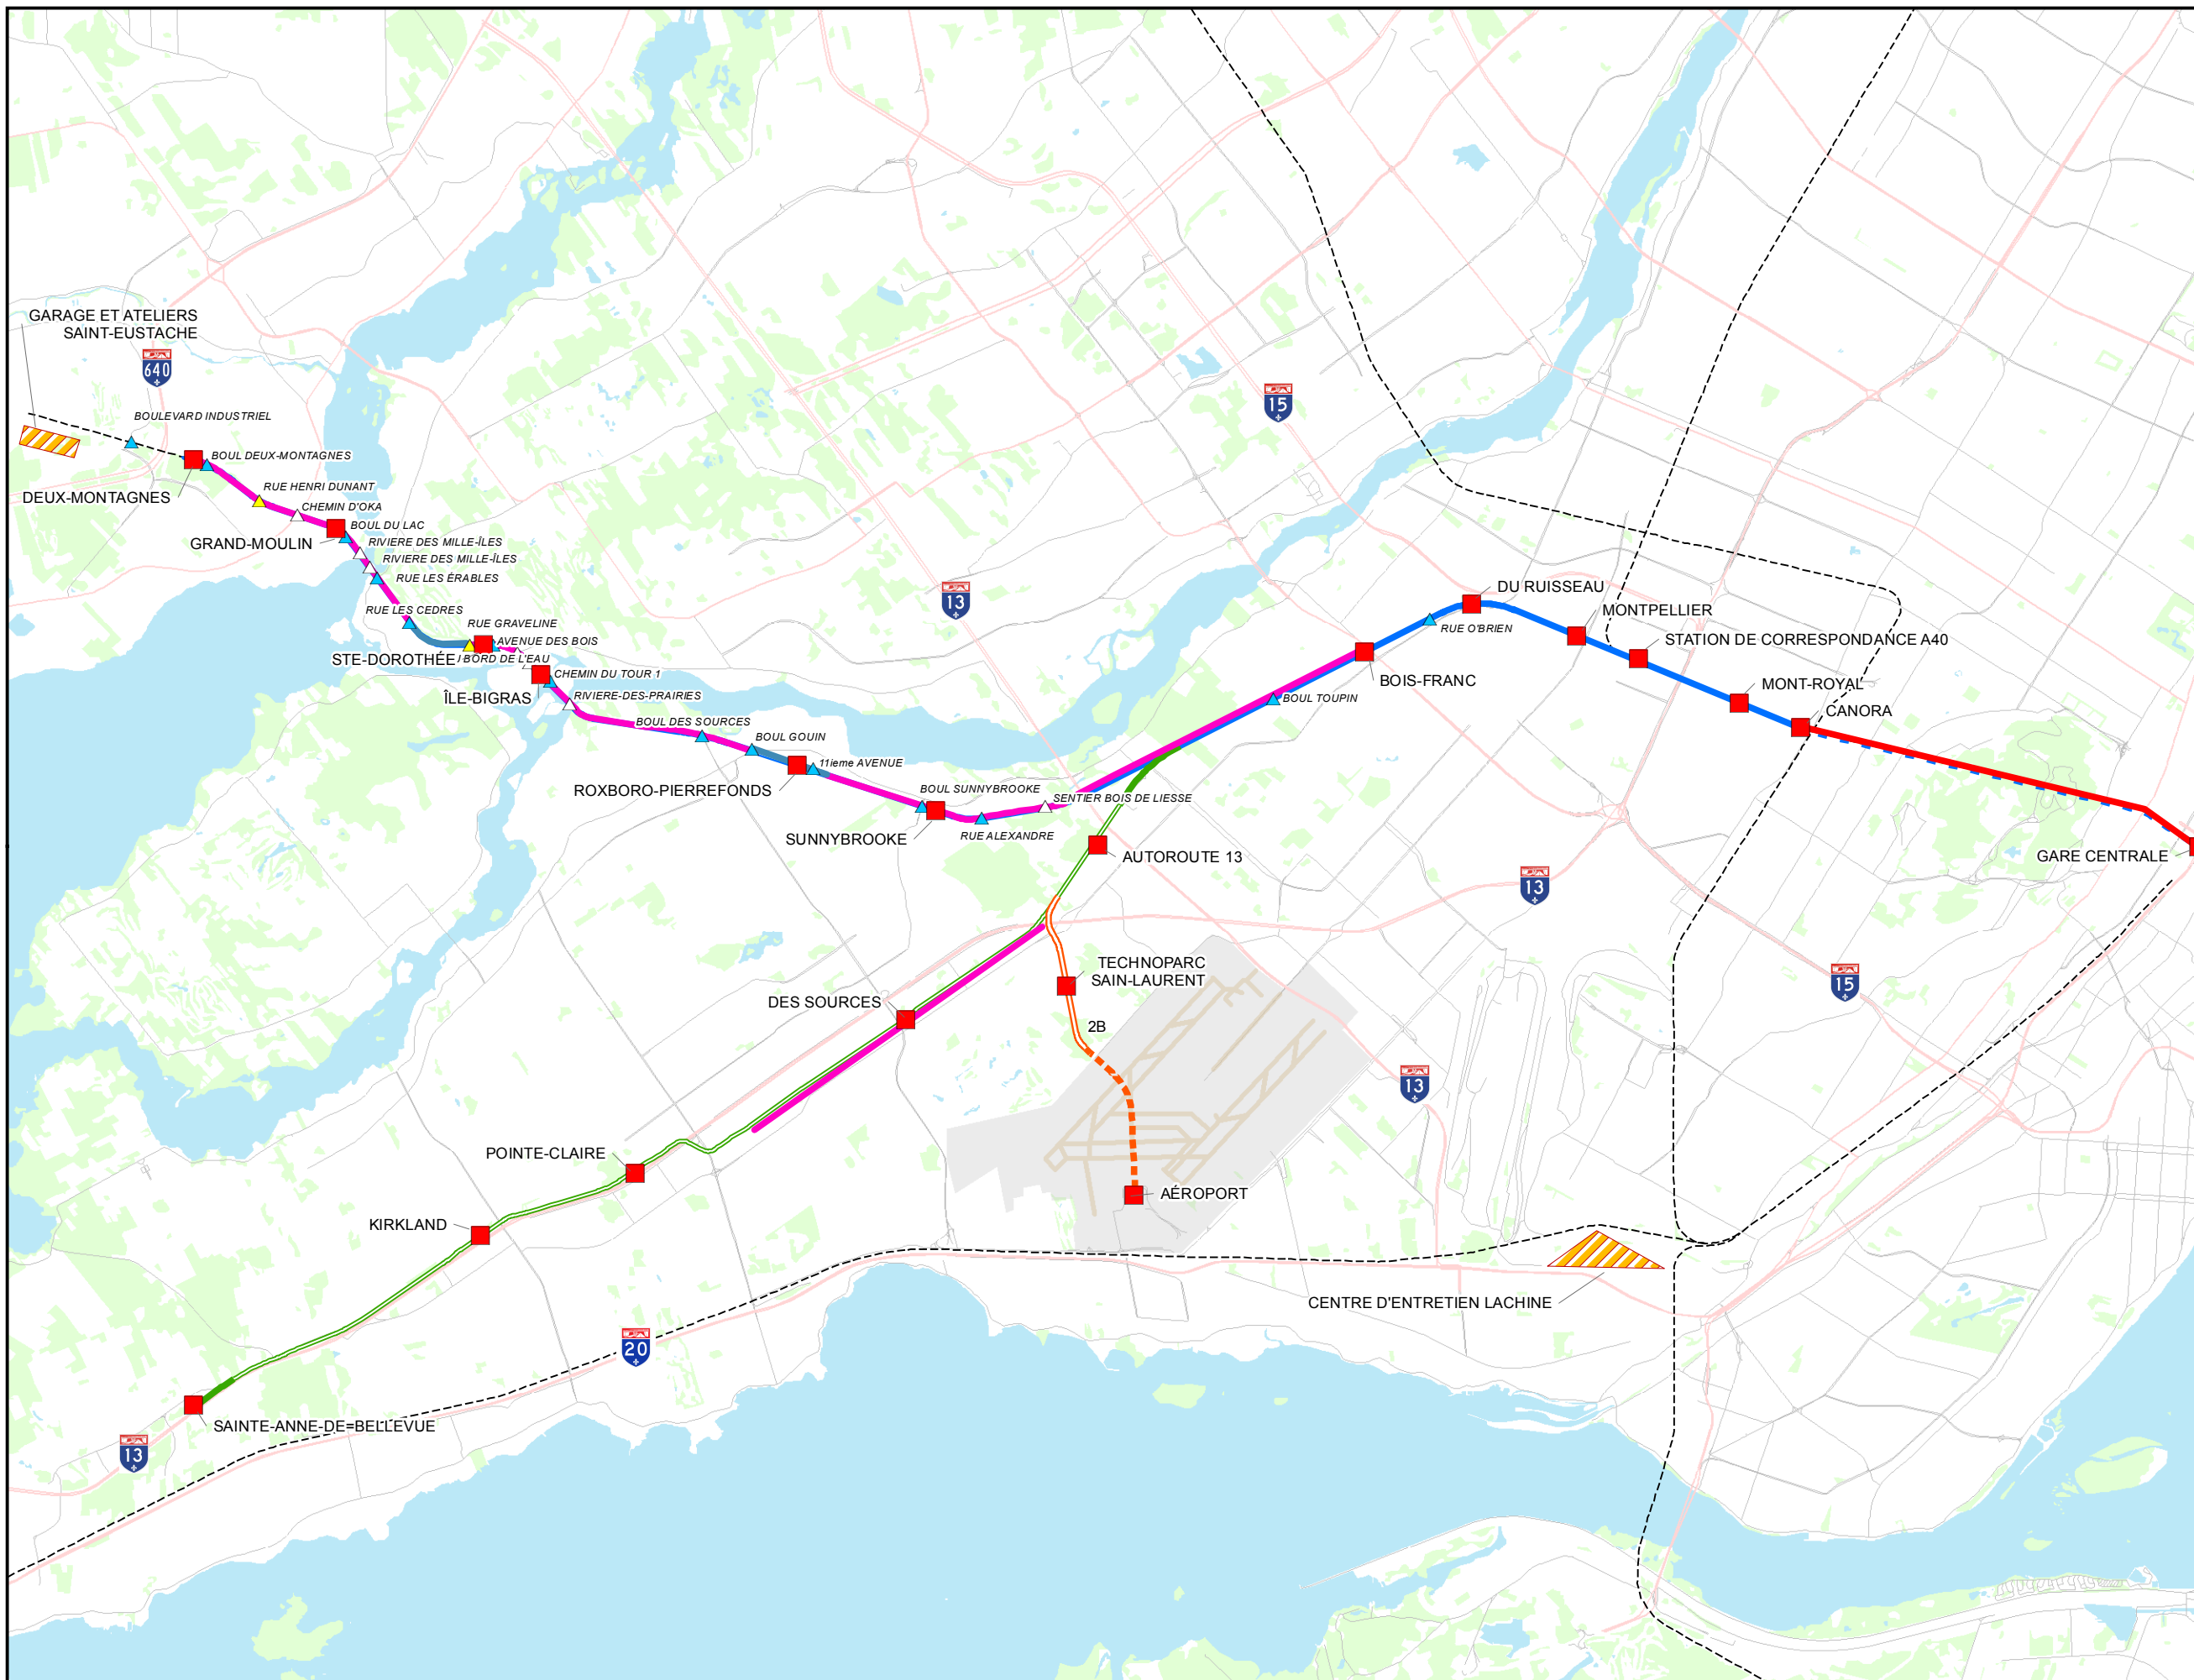 GARAGE ET ATELIERS
SAINT-EUSTACHE
640
BOULEVARD INDUSTRIEL
BOUL DEUX-MONTAGNES
DEUX-MONTAGNES
RUE HENRI DUNANT
CHEMIN D'OKA
BOUL DU LAC
GRAND-MOULIN
RIVIERE DES MILLE-ÎLES
RIVIERE DES MILLE-ÎLES
RUE LES ÉRABLES
RUE LES CEDRES
RUE GRAVELINE
AVENUE DES BOIS
STE-DOROTHÉE
BORD DE L'EAU
CHEMIN DU TOUR 1
ÎLE-BIGRAS
RIVIERE-DES-PRAIRIES
BOUL DES SOURCES
BOUL GOUIN
11ieme AVENUE
ROXBORO-PIERREFONDS
BOUL SUNNYBROOKE
SUNNYBROOKE
RUE ALEXANDRE
SENTIER BOIS DE LIESSE
15
13
DU RUISSEAU
RUE O'BRIEN
MONTPELLIER
STATION DE CORRESPONDANCE A40
BOIS-FRANC
BOUL TOUPIN
MONT-ROYAL
CANORA
GARE CENTRALE
AUTOROUTE 13
13
15
TECHNOPARC
SAIN-LAURENT
2B
DES SOURCES
13
POINTE-CLAIRE
AÉROPORT
KIRKLAND
CENTRE D'ENTRETIEN LACHINE
20
SAINTE-ANNE-DE=BELLEVUE
13